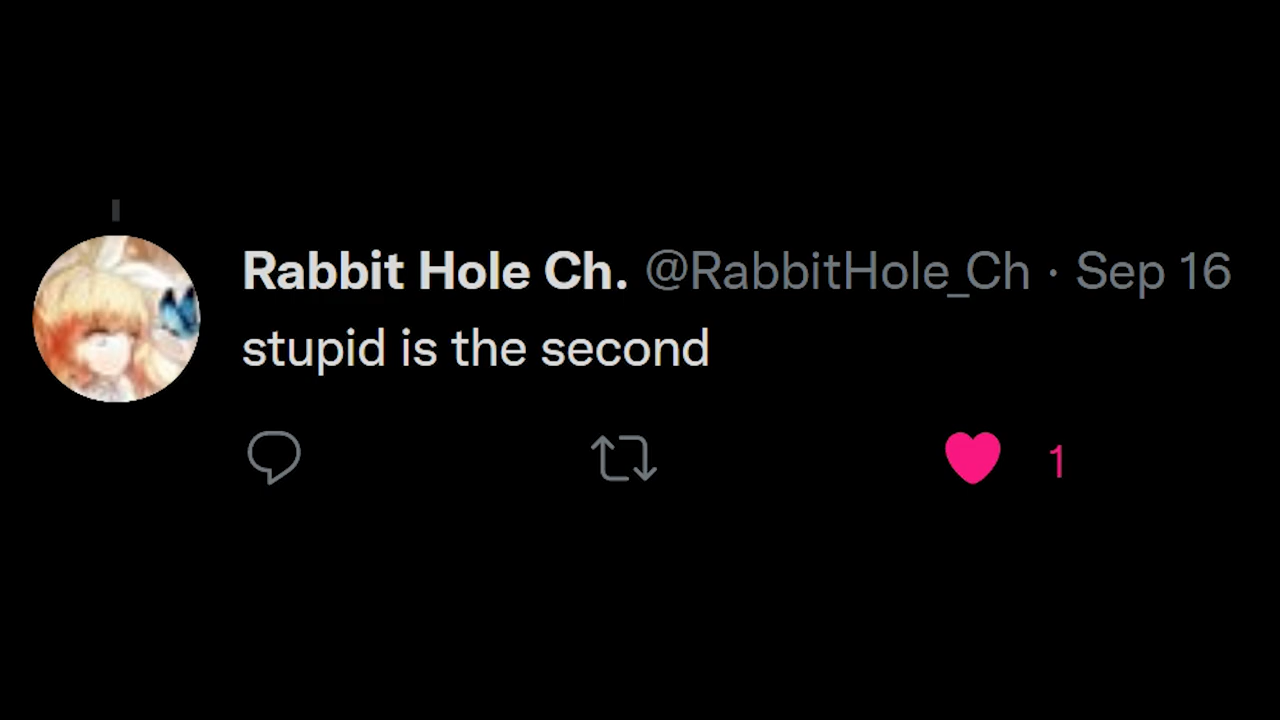 Rabbit Hole Ch. @RabbitHole_Ch · Sep 16
stupid is the second
1